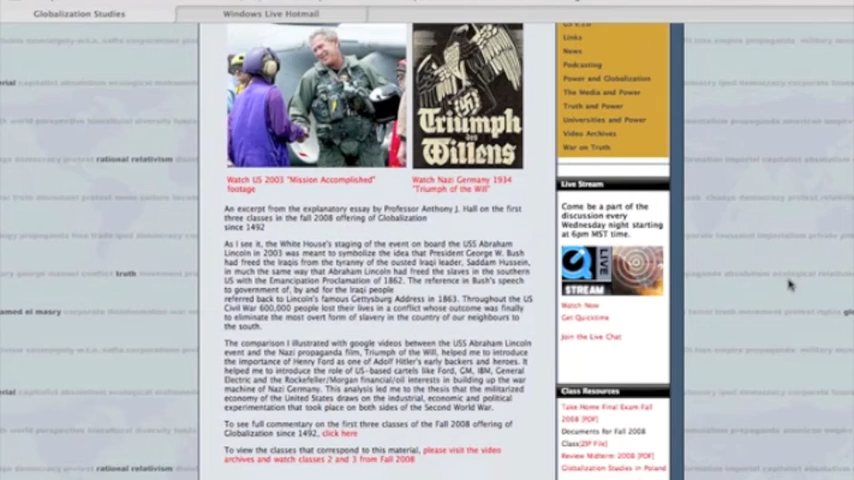 Globalization Studies
Windows Live Hotmail
Links
News
Podcasting
Power and Globalization
The Media and Power
Truth and Power
Universities and Power
Video Archives
War on Truth
Triumph
des
Willens
Watch US 2003 "Mission Accomplished"
footage
Watch Nazi Germany 1934
"Triumph of the Will"
An excerpt from the explanatory essay by Professor Anthony J. Hall on the first
three classes in the fall 2008 offering of Globalization
since 1492
As I see it, the White House's staging of the event on board the USS Abraham
Lincoln in 2003 was meant to symbolize the idea that President George W. Bush
had freed the Iraqis from the tyranny of the ousted Iraqi leader, Saddam Hussein,
in much the same way that Abraham Lincoln had freed the slaves in the southern
US with the Emancipation Proclamation of 1862. The reference in Bush's speech
to government of, by and for the Iraqi people
referred back to Lincoln's famous Gettysburg Address in 1863. Throughout the US
Civil War 600,000 people lost their lives in a conflict whose outcome was finally
to eliminate the most overt form of slavery in the country of our neighbours to
the south.
The comparison I illustrated with google videos between the USS Abraham Lincoln
event and the Nazi propaganda film, Triumph of the Will, helped me to introduce
the importance of Henry Ford as one of Adolf Hitler's early backers and heroes. It
helped me to introduce the role of US-based cartels like Ford, GM, IBM, General
Electric and the Rockefeller/Morgan financial/oil interests in building up the war
machine of Nazi Germany. This analysis led me to the thesis that the militarized
economy of the United States draws on the industrial, economic and political
experimentation that took place on both sides of the Second World War.
To see full commentary on the first three classes of the Fall 2008 offering of
Globalization since 1492, click here
To view the classes that correspond to this material, please visit the video
archives and watch classes 2 and 3 from Fall 2008
Live Stream
Come be a part of the
discussion every
Wednesday night starting
at 6pm MST time.
LIVE
STREAM
Watch Now
Get Quicktime
Join the Live Chat
Class Resources
Take Home Final Exam Fall
2008 [PDF]
Documents for Fall 2008
Class[ZIP File]
Review Midterm 2008 [PDF]
Globalization Studies in Poland
rational relativism
truth
rational relativism